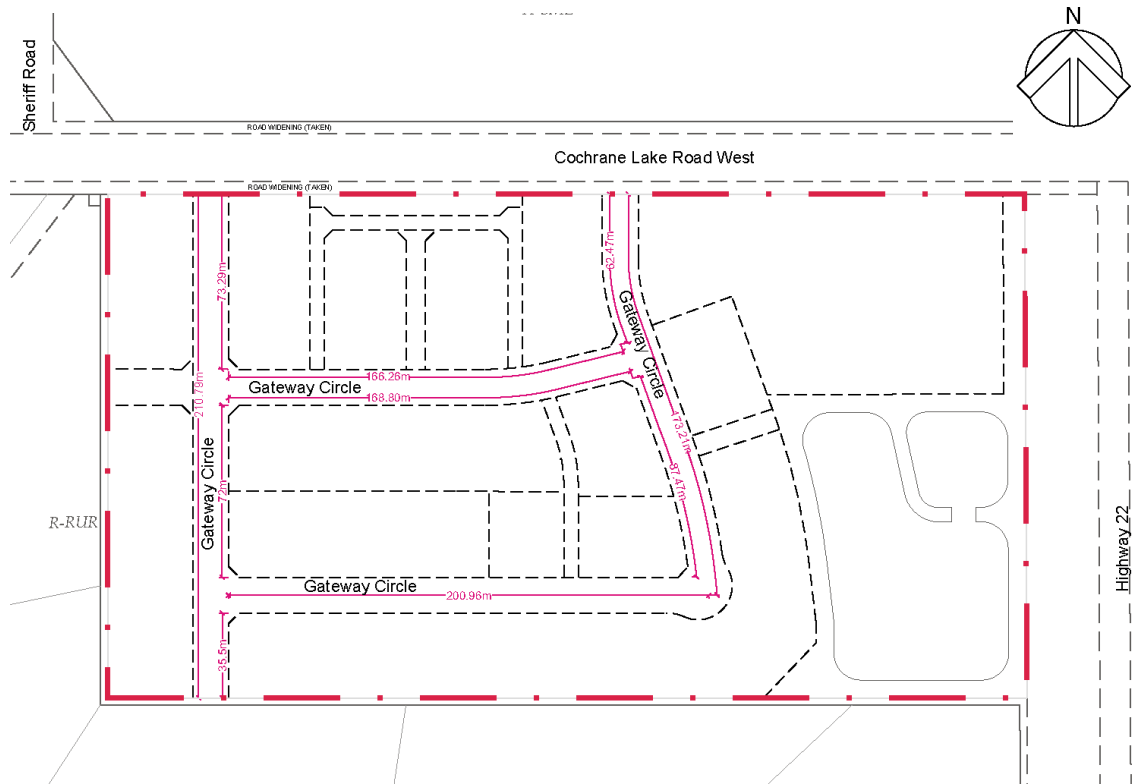 N
Sheriff Road
ROAD WIDENING (TAKEN)
Cochrane Lake Road West
ROAD WIDENING (TAKEN)
73.29m
62.47m
Gateway Circle
Gateway Circle
166.26m
Gateway Circle
168.80m
210.79m
173.21m
87.47m
Gateway Circle
72m
R-RUR
Gateway Circle
200.96m
35.5m
Highway 22